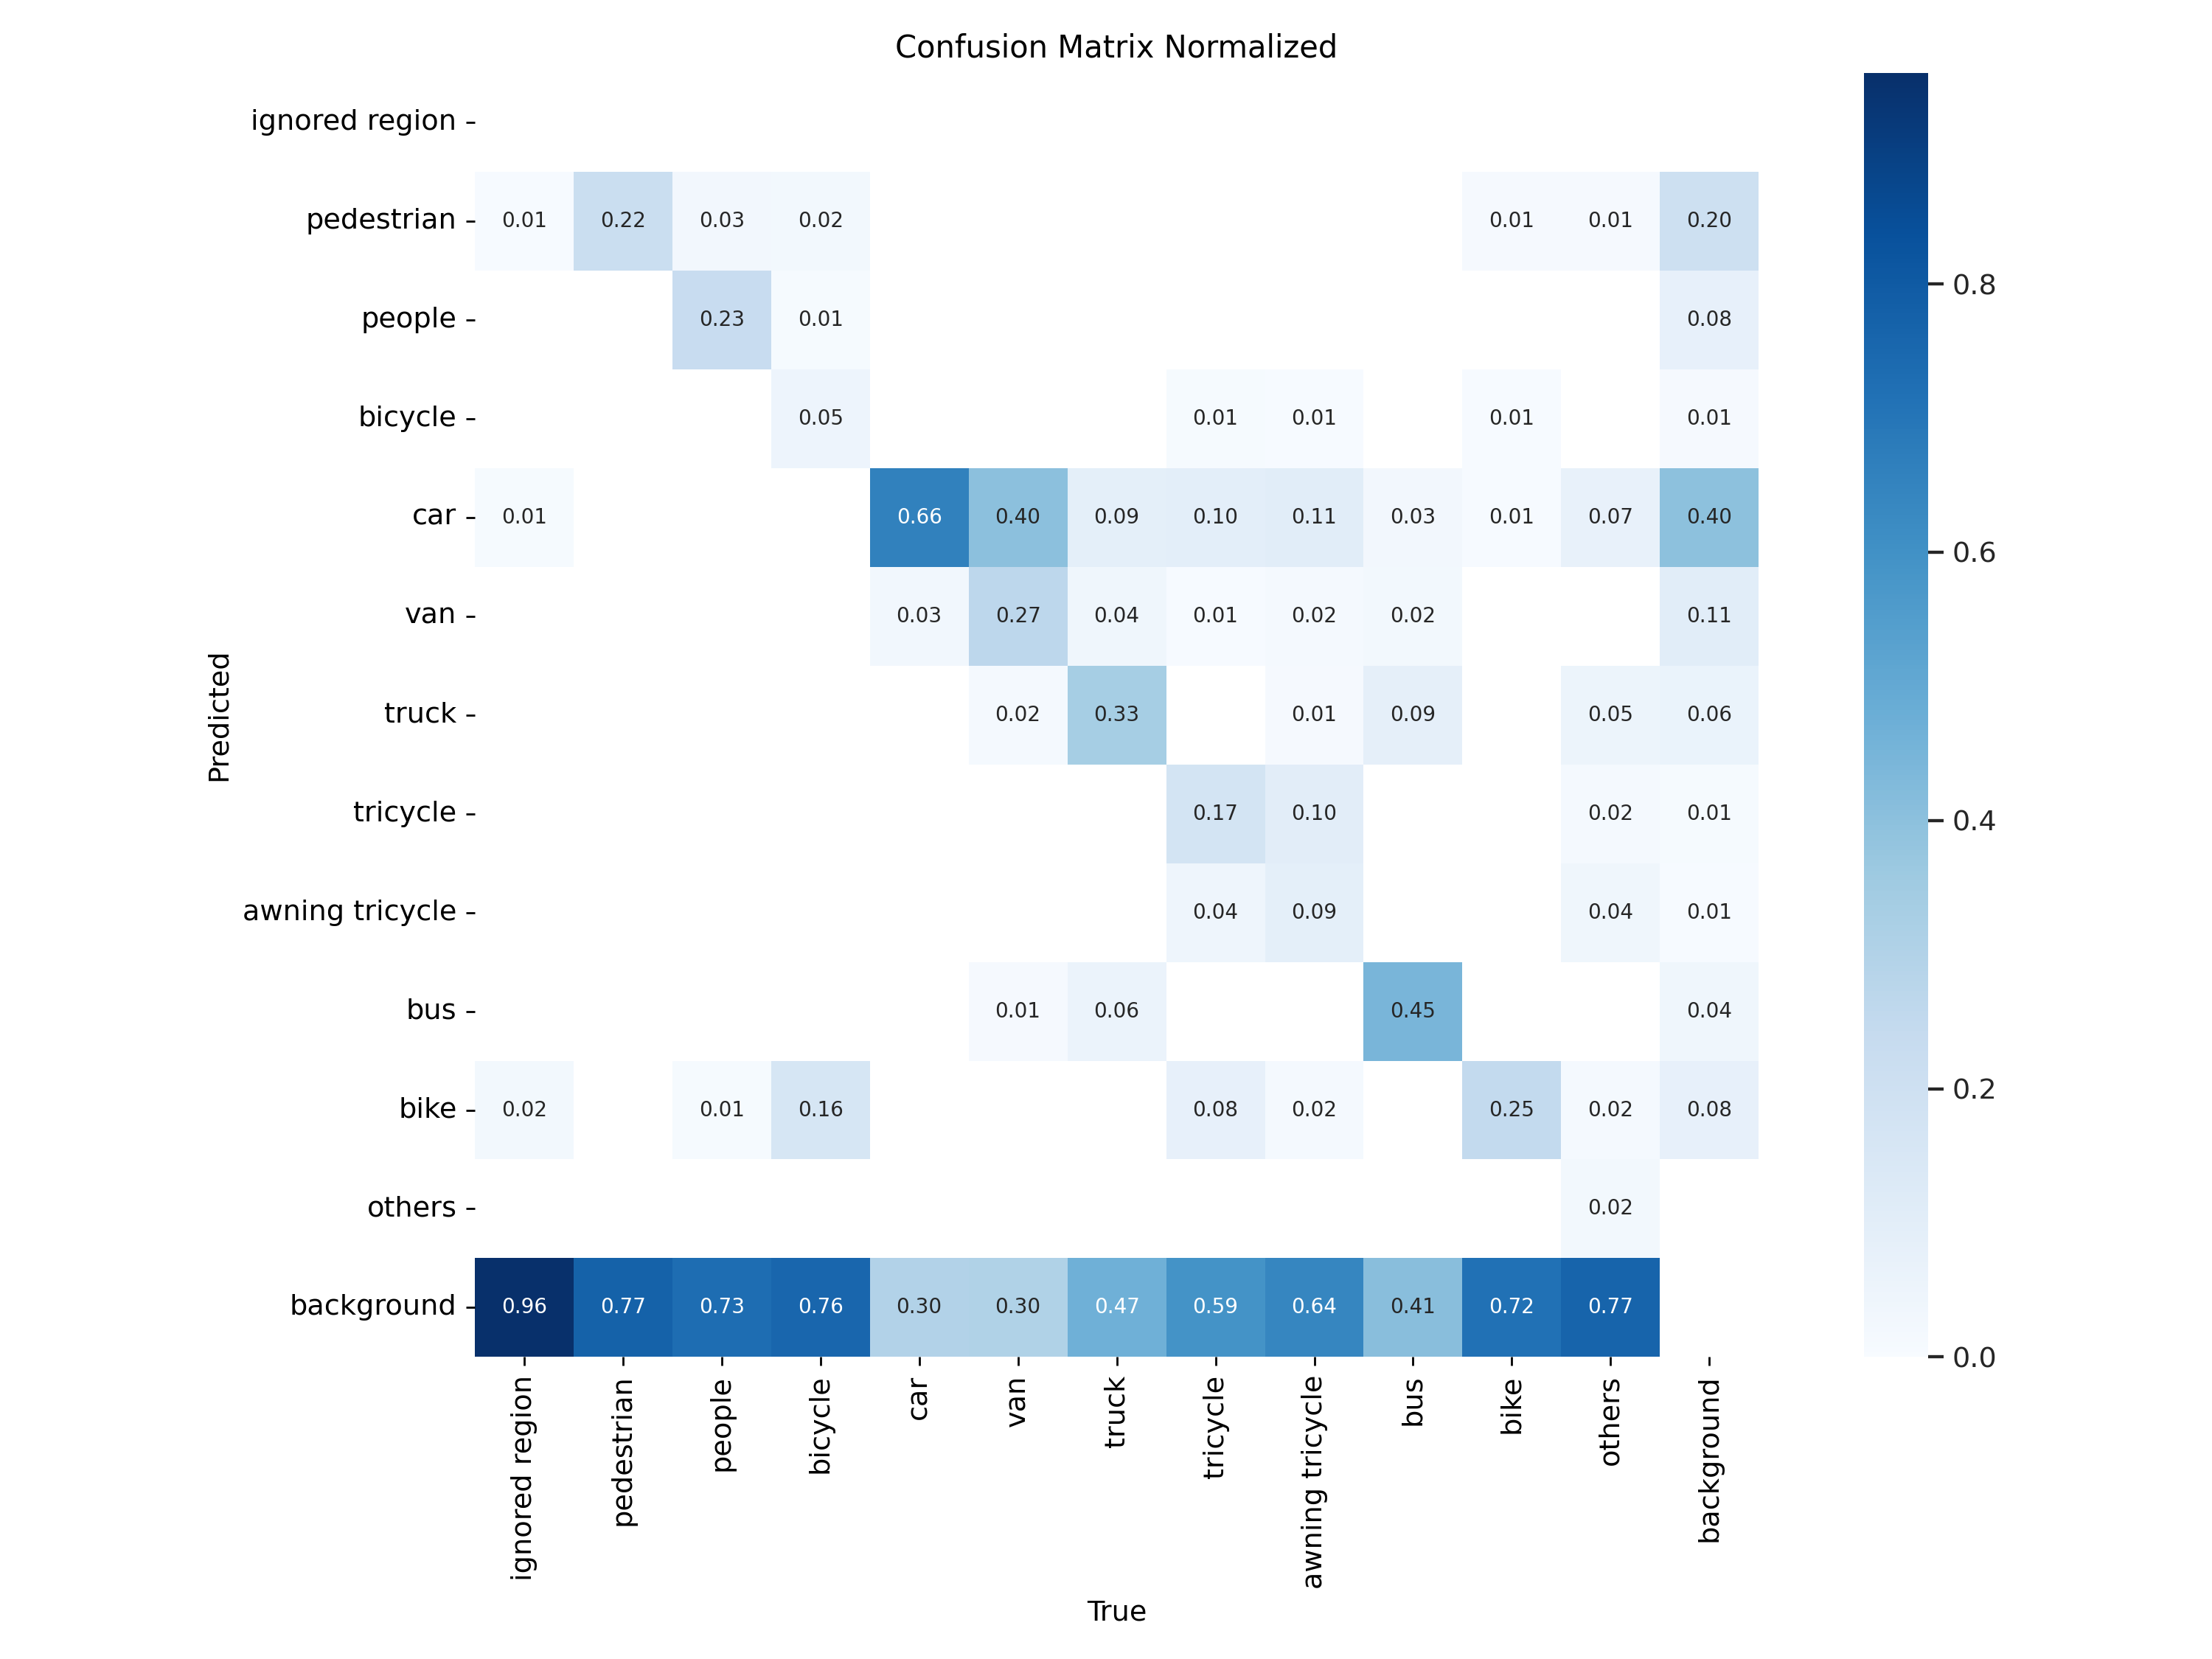 Confusion Matrix Normalized
ignored region
pedestrian 0.01 0.22 0.03 0.02 0.01 0.01 0.20
people 0.23 0.01 0.08
bicycle 0.05 0.01 0.01 0.01 0.01
car 0.01 0.66 0.40 0.09 0.10 0.11 0.03 0.01 0.07 0.40
van 0.03 0.27 0.04 0.01 0.02 0.02 0.11
truck 0.02 0.33 0.01 0.09 0.05 0.06
tricycle 0.17 0.10 0.02 0.01
awning tricycle 0.04 0.09 0.04 0.01
bus 0.01 0.06 0.45 0.04
bike 0.02 0.01 0.16 0.08 0.02 0.25 0.02 0.08
others 0.02
background 0.96 0.77 0.73 0.76 0.30 0.30 0.47 0.59 0.64 0.41 0.72 0.77
Predicted
ignored region
pedestrian
people
bicycle
car
van
truck
tricycle
awning tricycle
bus
bike
others
background
True
0.8
0.6
0.4
0.2
0.0